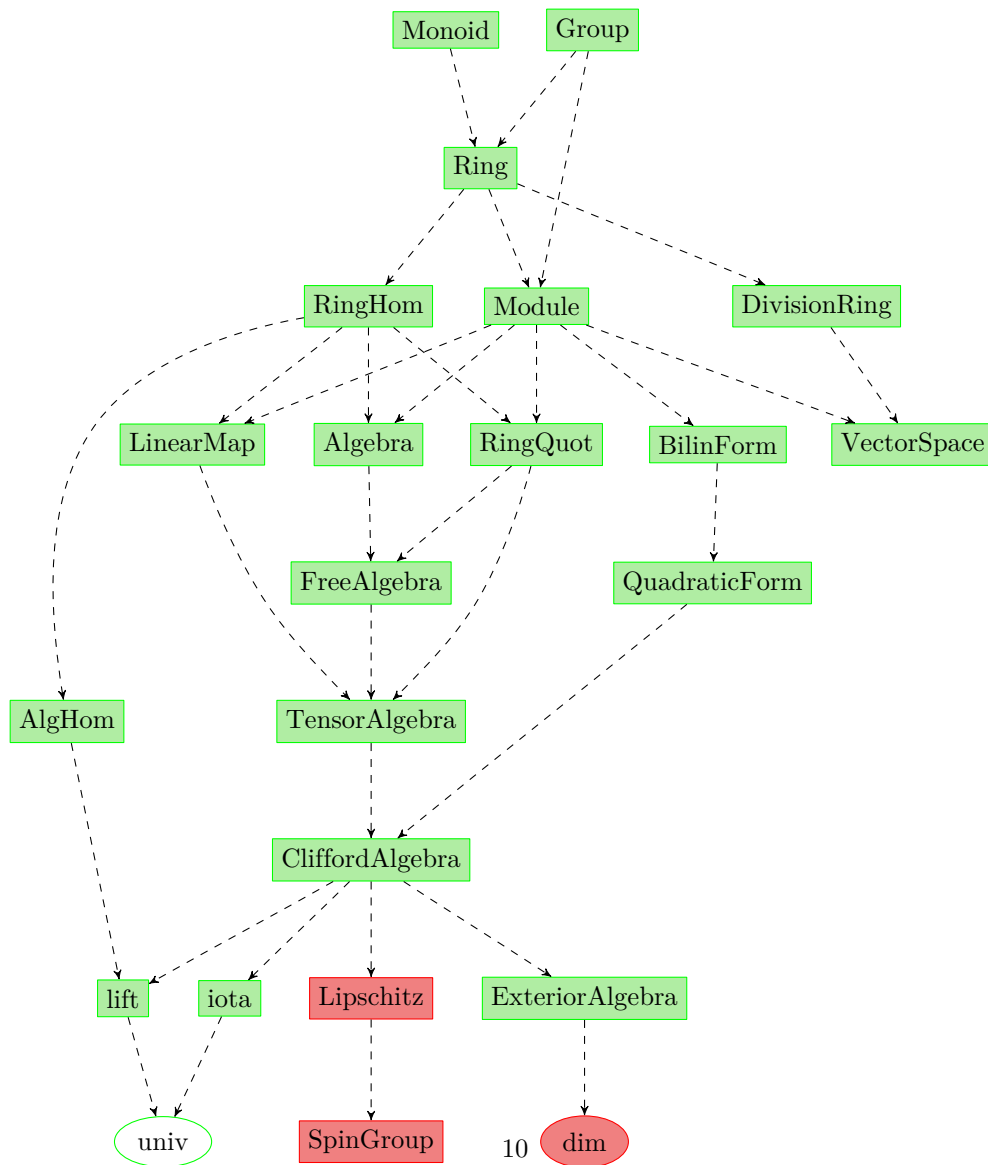 Monoid Group
Ring
RingHom Module DivisionRing
LinearMap Algebra RingQuot BilinForm VectorSpace
FreeAlgebra QuadraticForm
AlgHom TensorAlgebra
CliffordAlgebra
lift iota Lipschitz ExteriorAlgebra
univ SpinGroup 10 dim